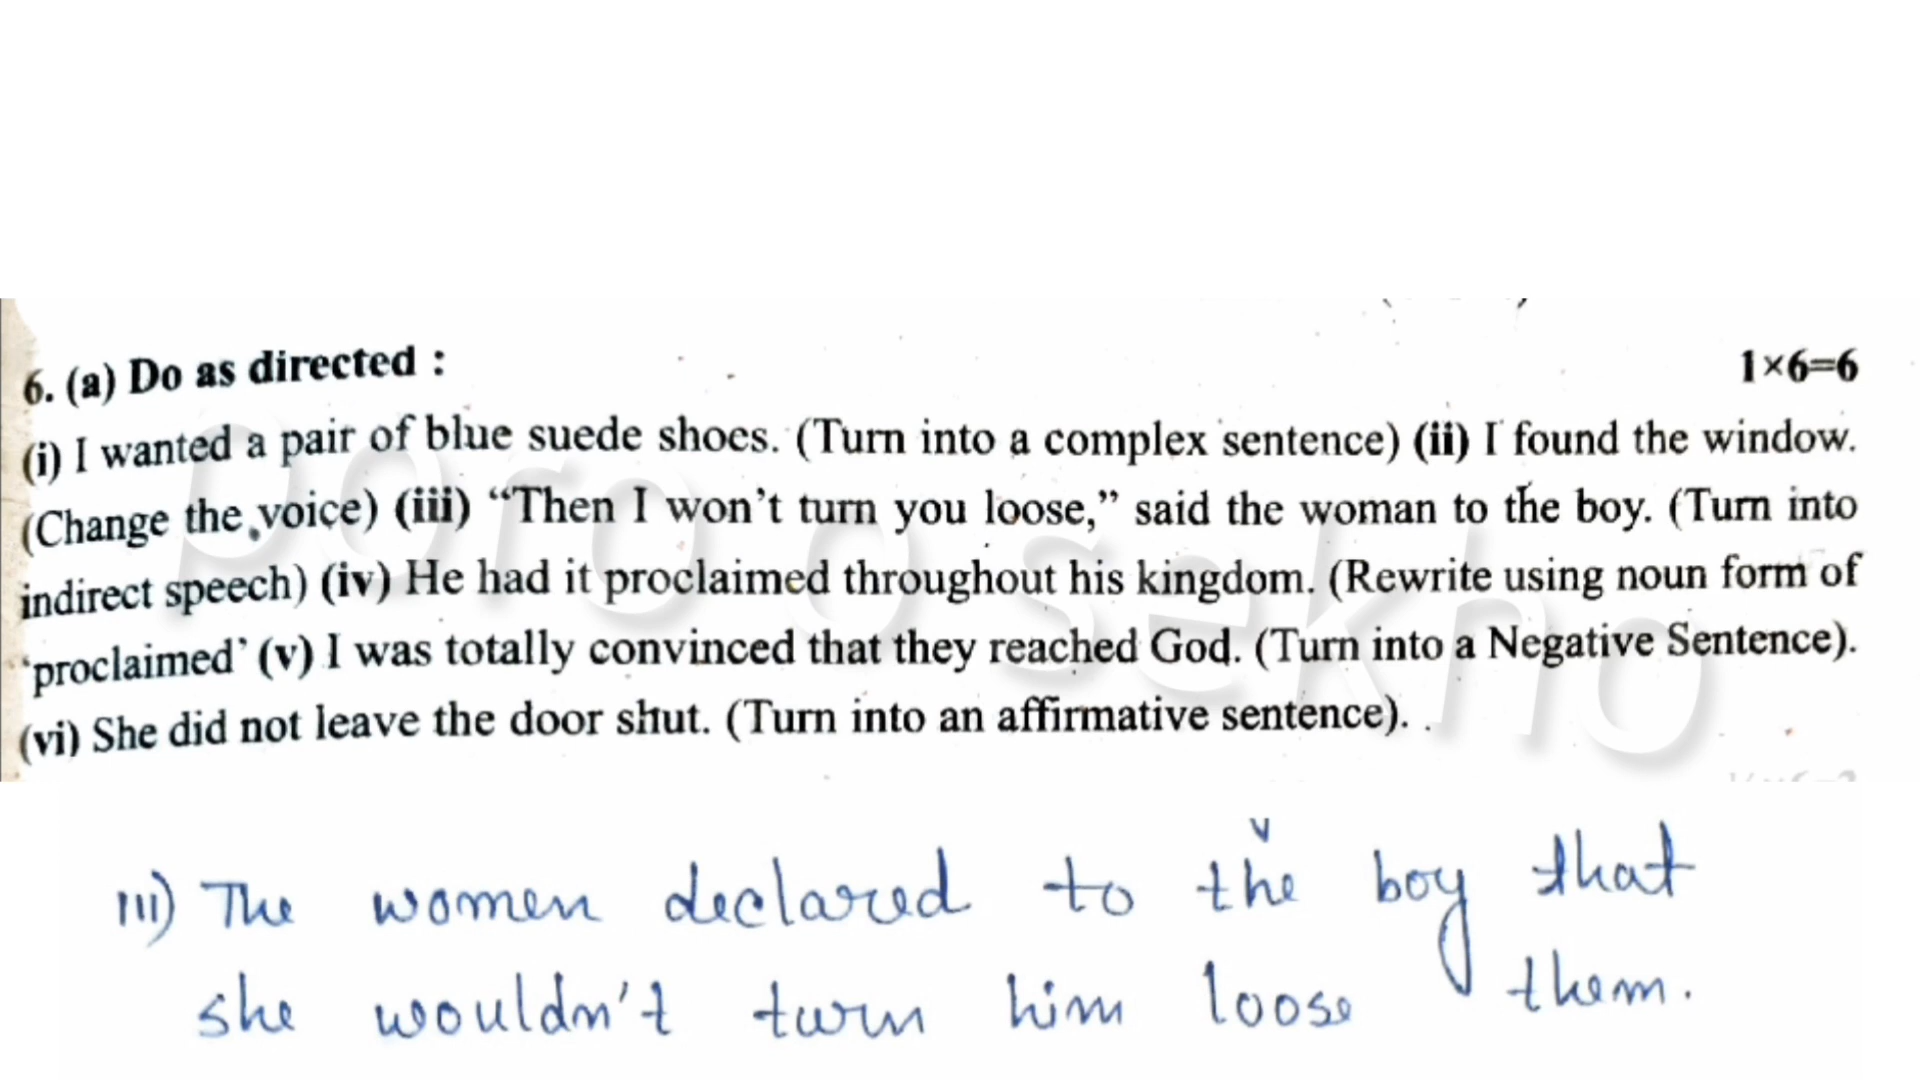 6. (a) Do as directed : 1×6=6
(i) I wanted a pair of blue suede shoes. (Turn into a complex sentence) (ii) I found the window.
(Change the voice) (iii) “Then I won’t turn you loose,” said the woman to the boy. (Turn into
indirect speech) (iv) He had it proclaimed throughout his kingdom. (Rewrite using noun form of
‘proclaimed’ (v) I was totally convinced that they reached God. (Turn into a Negative Sentence).
(vi) She did not leave the door shut. (Turn into an affirmative sentence). .
poro o sekho
III) The women declared to the boy that
she wouldn't turn him loose them.